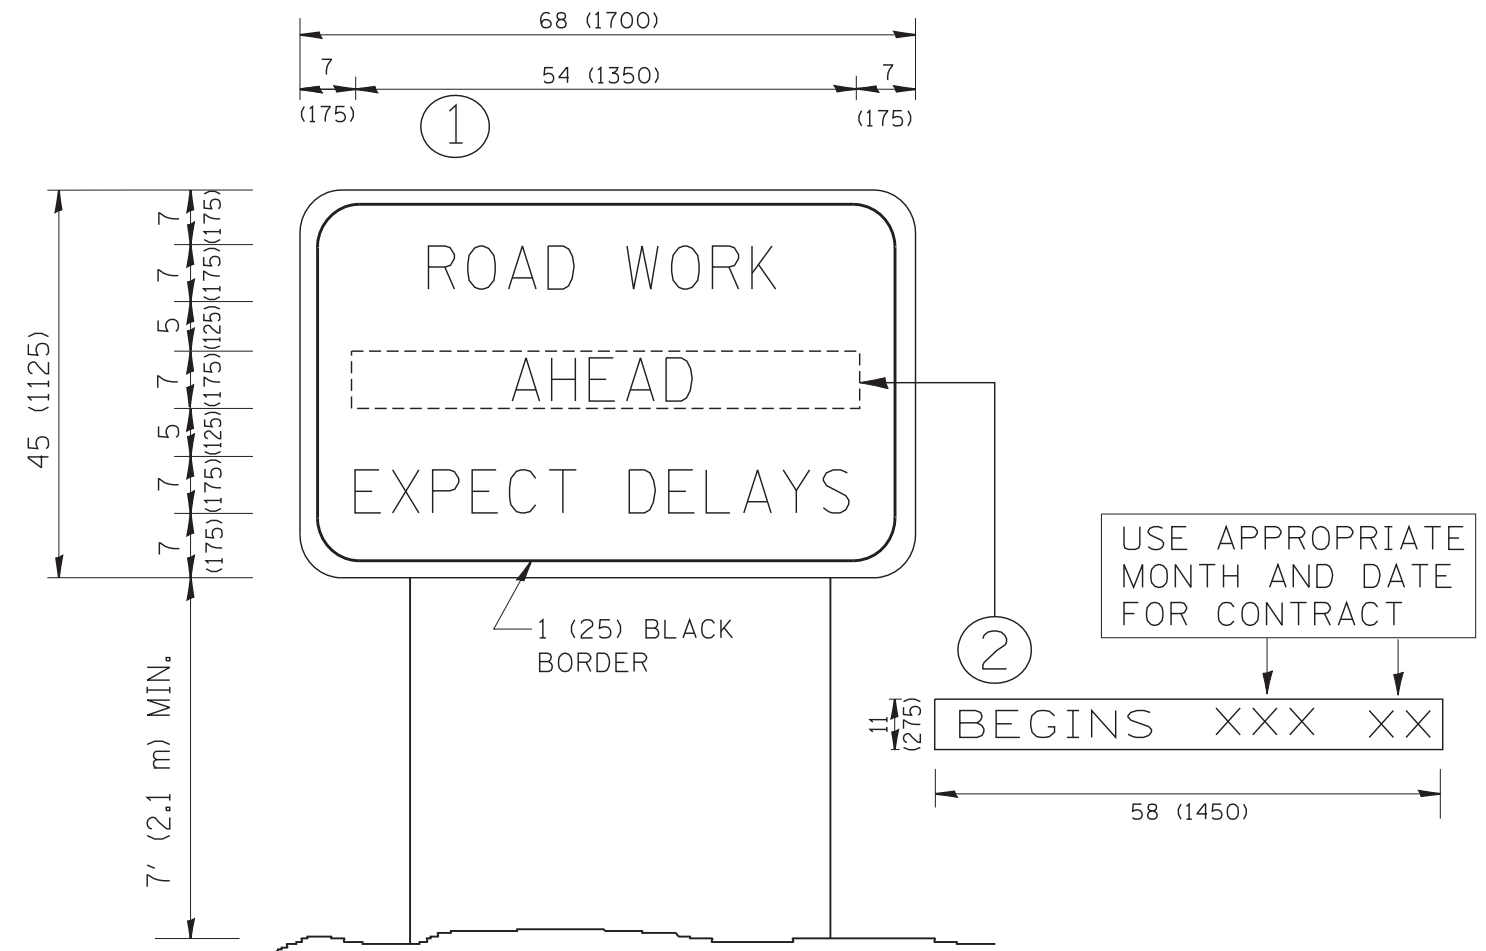 68 (1700)
7
54 (1350)
7
(175)
(175)
1
7
(175)
7
(175)
5
(125)
7
(175)
5
(125)
7
(175)
7
(175)
45 (1125)
ROAD WORK
AHEAD
EXPECT DELAYS
1 (25) BLACK
BORDER
7' (2.1 m) MIN.
USE APPROPRIATE
MONTH AND DATE
FOR CONTRACT
2
11
(275)
BEGINS XXX XX
58 (1450)